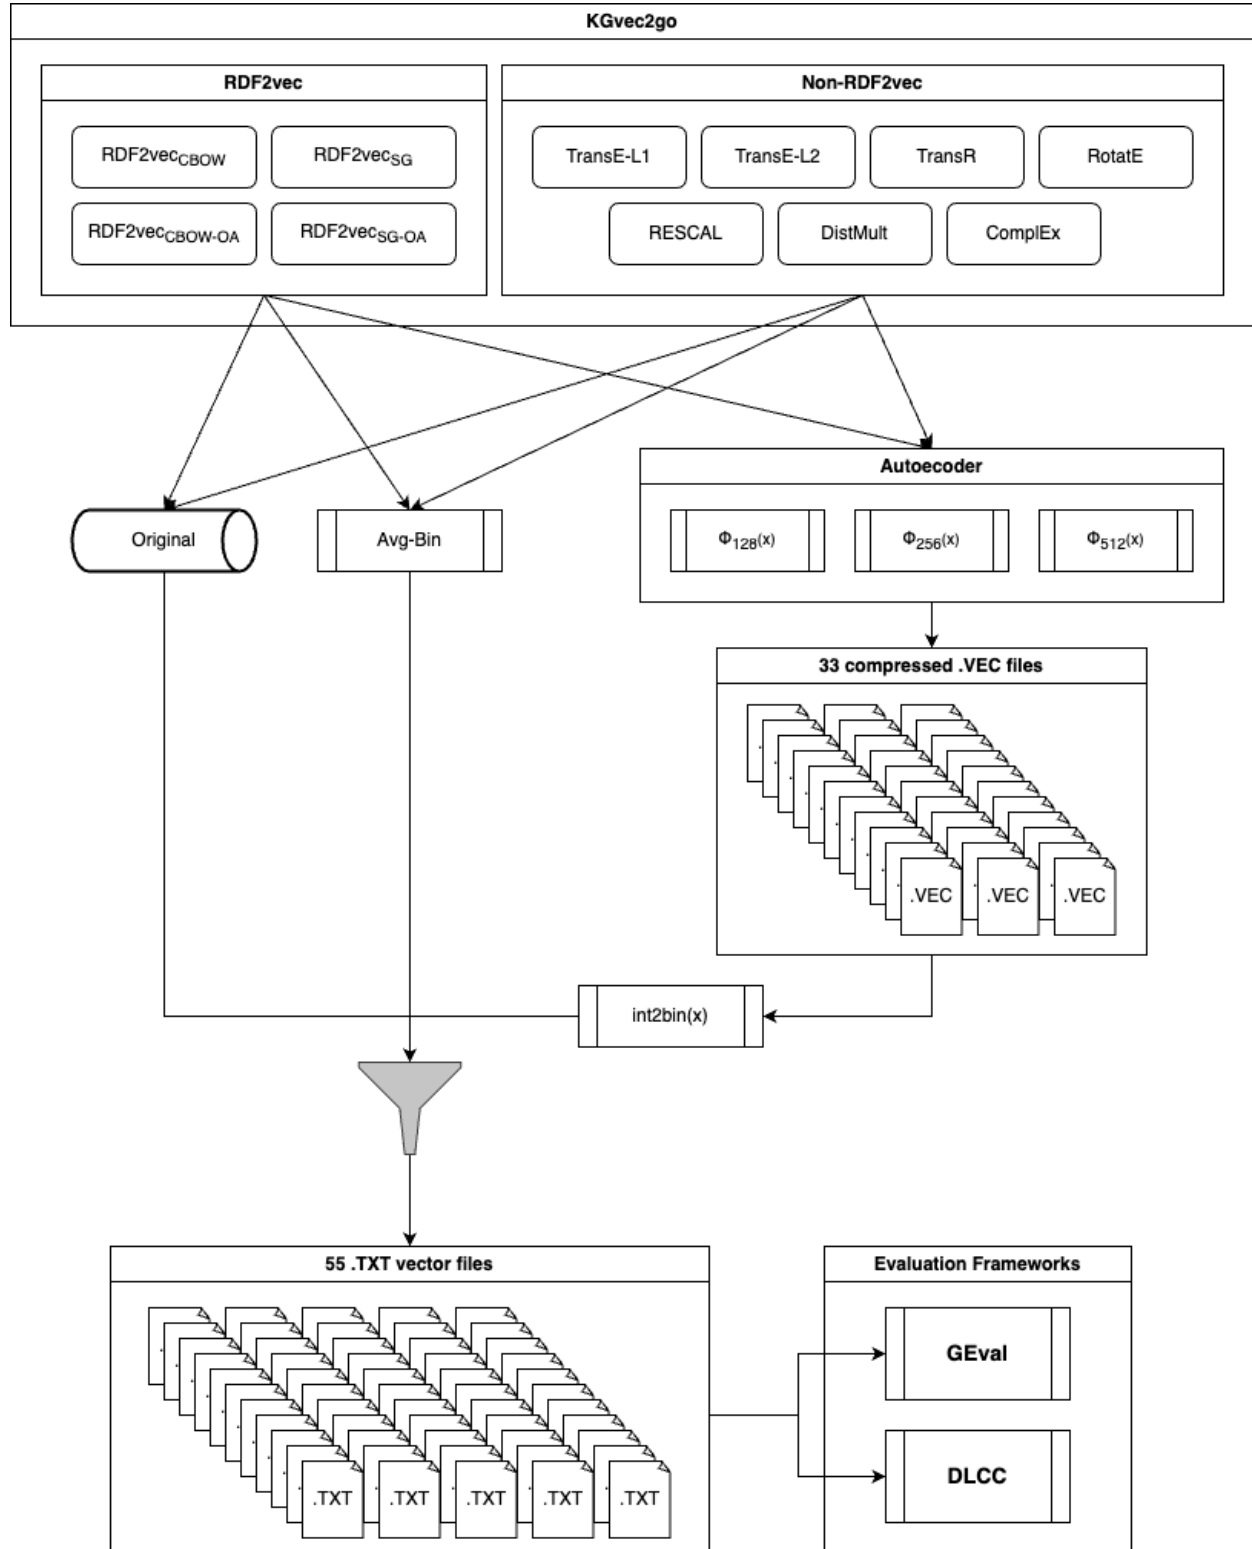 KGvec2go
RDF2vec
Non-RDF2vec
RDF2vecCBOW
RDF2vecSG
TransE-L1
TransE-L2
TransR
RotatE
RDF2vecCBOW-OA
RDF2vecSG-OA
RESCAL
DistMult
ComplEx
Autoecoder
Original
Avg-Bin
Φ128(x)
Φ256(x)
Φ512(x)
33 compressed .VEC files
.VEC
.VEC
.VEC
int2bin(x)
55 .TXT vector files
Evaluation Frameworks
GEval
DLCC
.TXT
.TXT
.TXT
.TXT
.TXT